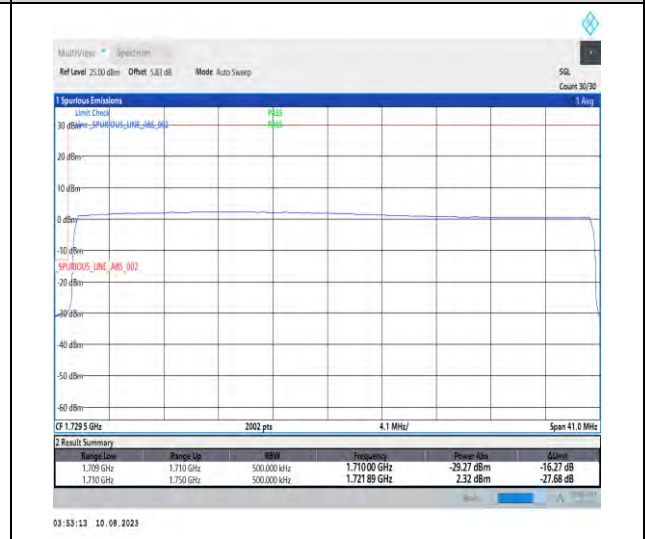 MultiView Spectrum
Ref Level 25.00 dBm Offset 5.83 dB Mode Auto Sweep SGL
Count 30/30
1 Spurious Emissions 1 Avg
Limit Check PASS
30 dBm Line _SPURIOUS_LINE_ABS_002 PASS
20 dBm
10 dBm
0 dBm
-10 dBm
_SPURIOUS_LINE_ABS_002
-20 dBm
-30 dBm
-40 dBm
-50 dBm
-60 dBm
CF 1.729 5 GHz 2002 pts 4.1 MHz/ Span 41.0 MHz
2 Result Summary
Range Low Range Up RBW Frequency Power Abs ΔLimit
1.709 GHz 1.710 GHz 500.000 kHz 1.710 00 GHz -29.27 dBm -16.27 dB
1.710 GHz 1.750 GHz 500.000 kHz 1.721 89 GHz 2.32 dBm -27.68 dB
03:53:13 10.08.2023